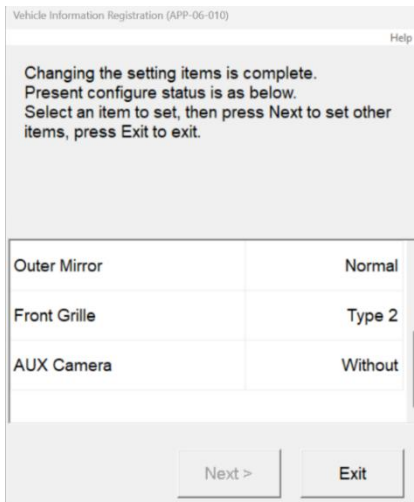 Vehicle Information Registration (APP-06-010)
Help
Changing the setting items is complete.
Present configure status is as below.
Select an item to set, then press Next to set other
items, press Exit to exit.
Outer Mirror Normal
Front Grille Type 2
AUX Camera Without
Next > Exit